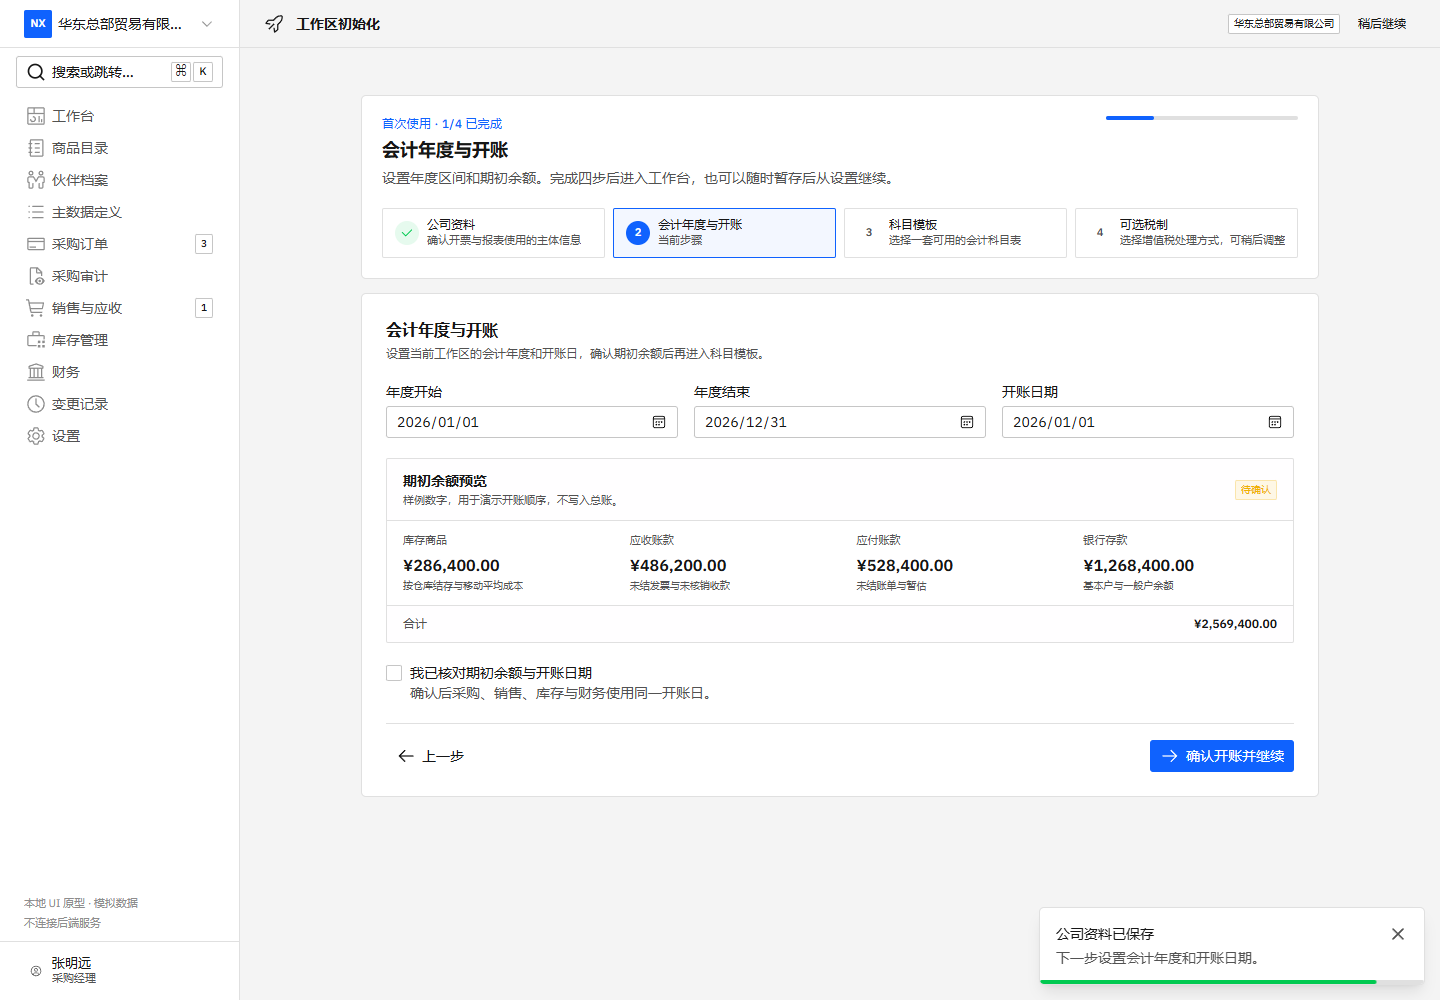 NX 华东总部贸易有限...
搜索或跳转... ⌘ K
工作台
商品目录
伙伴档案
主数据定义
采购订单 3
采购审计
销售与应收 1
库存管理
财务
变更记录
设置
本地 UI 原型 · 模拟数据
不连接后端服务
张明远
采购经理
工作区初始化
华东总部贸易有限公司 稍后继续
首次使用 · 1/4 已完成
会计年度与开账
设置年度区间和期初余额。完成四步后进入工作台，也可以随时暂存后从设置继续。
公司资料
确认开票与报表使用的主体信息
2 会计年度与开账
当前步骤
3 科目模板
选择一套可用的会计科目表
4 可选税制
选择增值税处理方式，可稍后调整
会计年度与开账
设置当前工作区的会计年度和开账日，确认期初余额后再进入科目模板。
年度开始 年度结束 开账日期
2026/01/01 2026/12/31 2026/01/01
期初余额预览
样例数字，用于演示开账顺序，不写入总账。
待确认
库存商品 应收账款 应付账款 银行存款
¥286,400.00 ¥486,200.00 ¥528,400.00 ¥1,268,400.00
按仓库结存与移动平均成本 未结发票与未核销收款 未结账单与暂估 基本户与一般户余额
合计 ¥2,569,400.00
我已核对期初余额与开账日期
确认后采购、销售、库存与财务使用同一开账日。
上一步 确认开账并继续
公司资料已保存
下一步设置会计年度和开账日期。